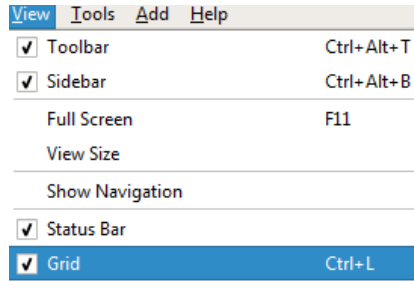 View Tools Add Help
Toolbar Ctrl+Alt+T
Sidebar Ctrl+Alt+B
Full Screen F11
View Size
Show Navigation
Status Bar
Grid Ctrl+L